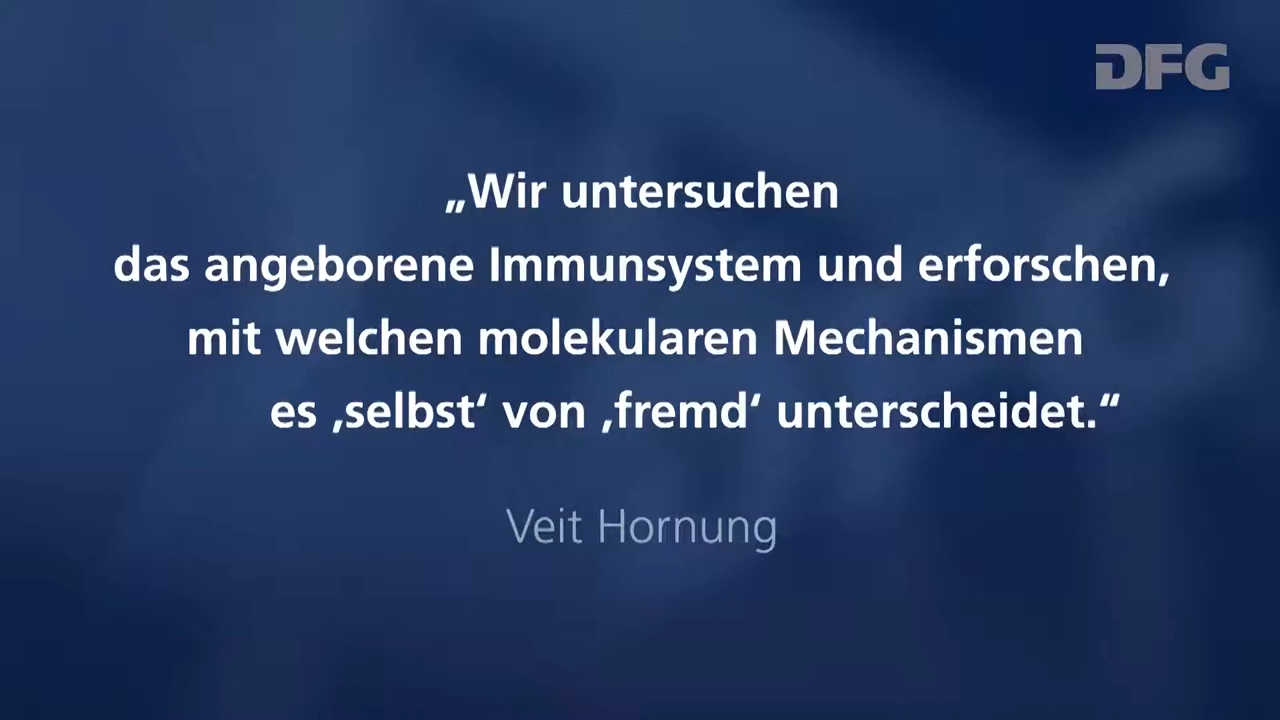 DFG
„Wir untersuchen
das angeborene Immunsystem und erforschen,
mit welchen molekularen Mechanismen
es ‚selbst‘ von ‚fremd‘ unterscheidet.“
Veit Hornung